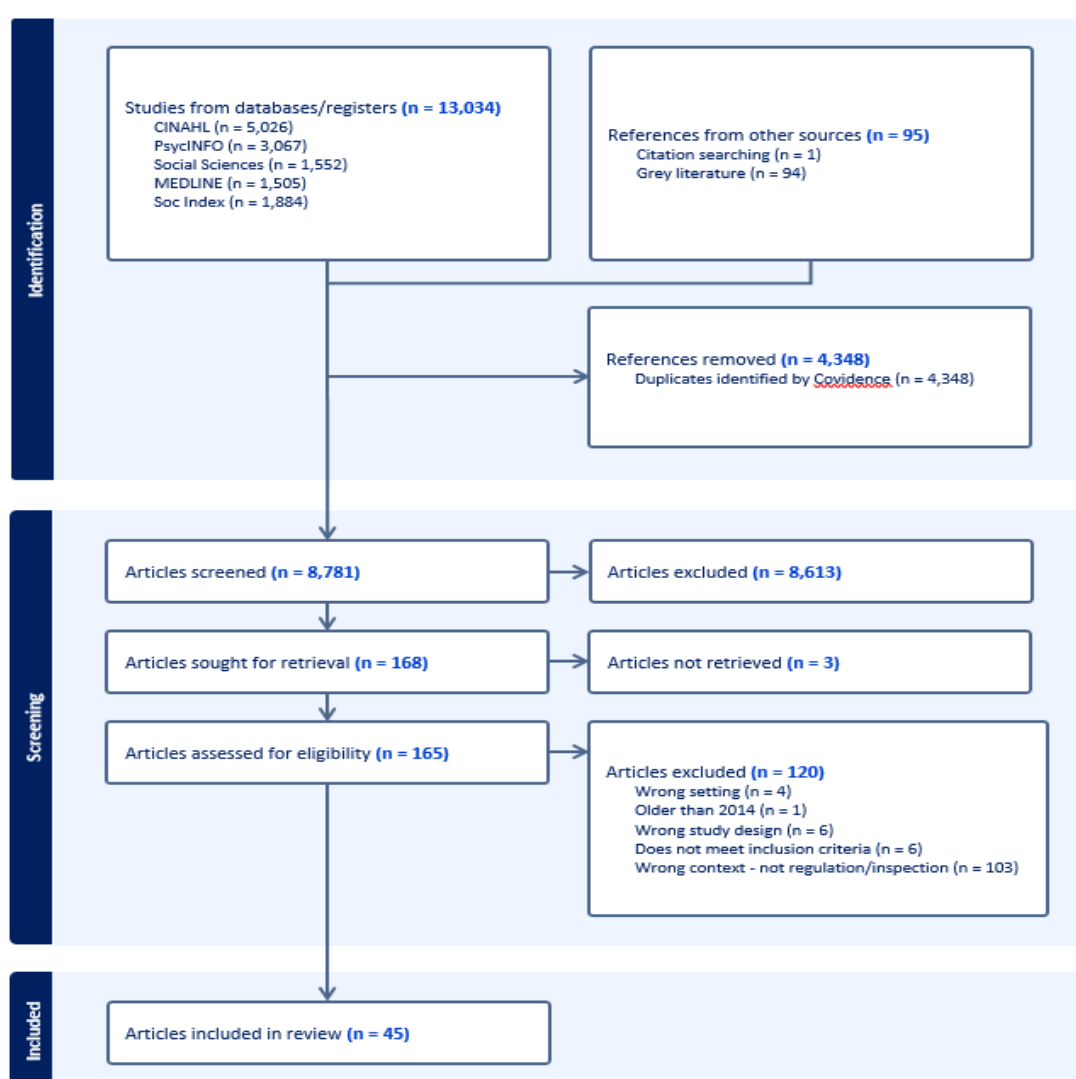 Identification
Studies from databases/registers (n = 13,034)
CINAHL (n = 5,026)
PsycINFO (n = 3,067)
Social Sciences (n = 1,552)
MEDLINE (n = 1,505)
Soc Index (n = 1,884)
References from other sources (n = 95)
Citation searching (n = 1)
Grey literature (n = 94)
References removed (n = 4,348)
Duplicates identified by Covidence (n = 4,348)
Screening
Articles screened (n = 8,781)
Articles excluded (n = 8,613)
Articles sought for retrieval (n = 168)
Articles not retrieved (n = 3)
Articles assessed for eligibility (n = 165)
Articles excluded (n = 120)
Wrong setting (n = 4)
Older than 2014 (n = 1)
Wrong study design (n = 6)
Does not meet inclusion criteria (n = 6)
Wrong context - not regulation/inspection (n = 103)
Included
Articles included in review (n = 45)